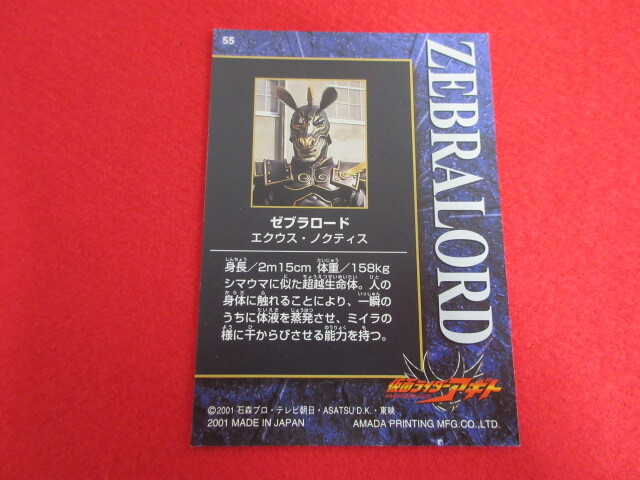 55
ZEBRALORD
ゼブラロード
エクウス・ノクティス
身長／2m15cm 体重／158kg
シマウマに似た超越生命体。人の
身体に触れることにより、一瞬の
うちに体液を蒸発させ、ミイラの
様に干からびさせる能力を持つ。
仮面ライダーアギト
©2001 石森プロ・テレビ朝日・ASATSU D.K.・東映
2001 MADE IN JAPAN AMADA PRINTING MFG.CO.,LTD.